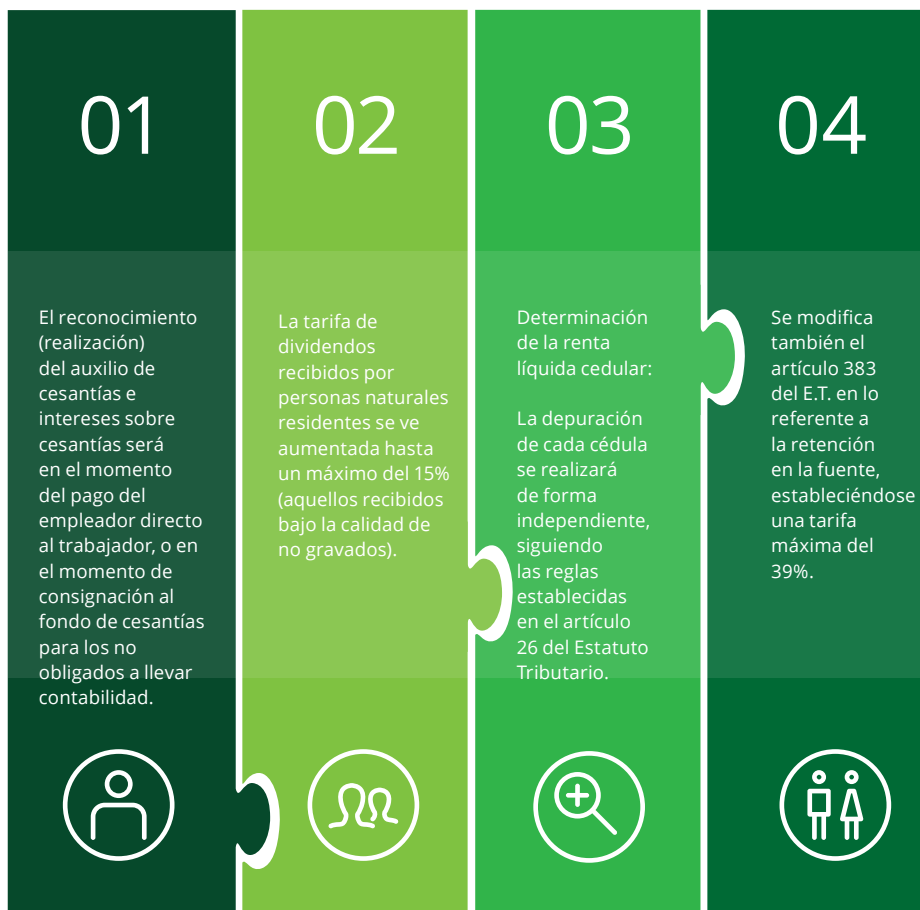 01
El reconocimiento
(realización)
del auxilio de
cesantías e
intereses sobre
cesantías será
en el momento
del pago del
empleador directo
al trabajador, o en
el momento de
consignación al
fondo de cesantías
para los no
obligados a llevar
contabilidad.
02
La tarifa de
dividendos
recibidos por
personas naturales
residentes se ve
aumentada hasta
un máximo del 15%
(aquellos recibidos
bajo la calidad de
no gravados).
03
Determinación
de la renta
líquida cedular:
La depuración
de cada cédula
se realizará
de forma
independiente,
siguiendo
las reglas
establecidas
en el artículo
26 del Estatuto
Tributario.
04
Se modifica
también el
artículo 383
del E.T. en lo
referente a
la retención
en la fuente,
estableciéndose
una tarifa
máxima del
39%.